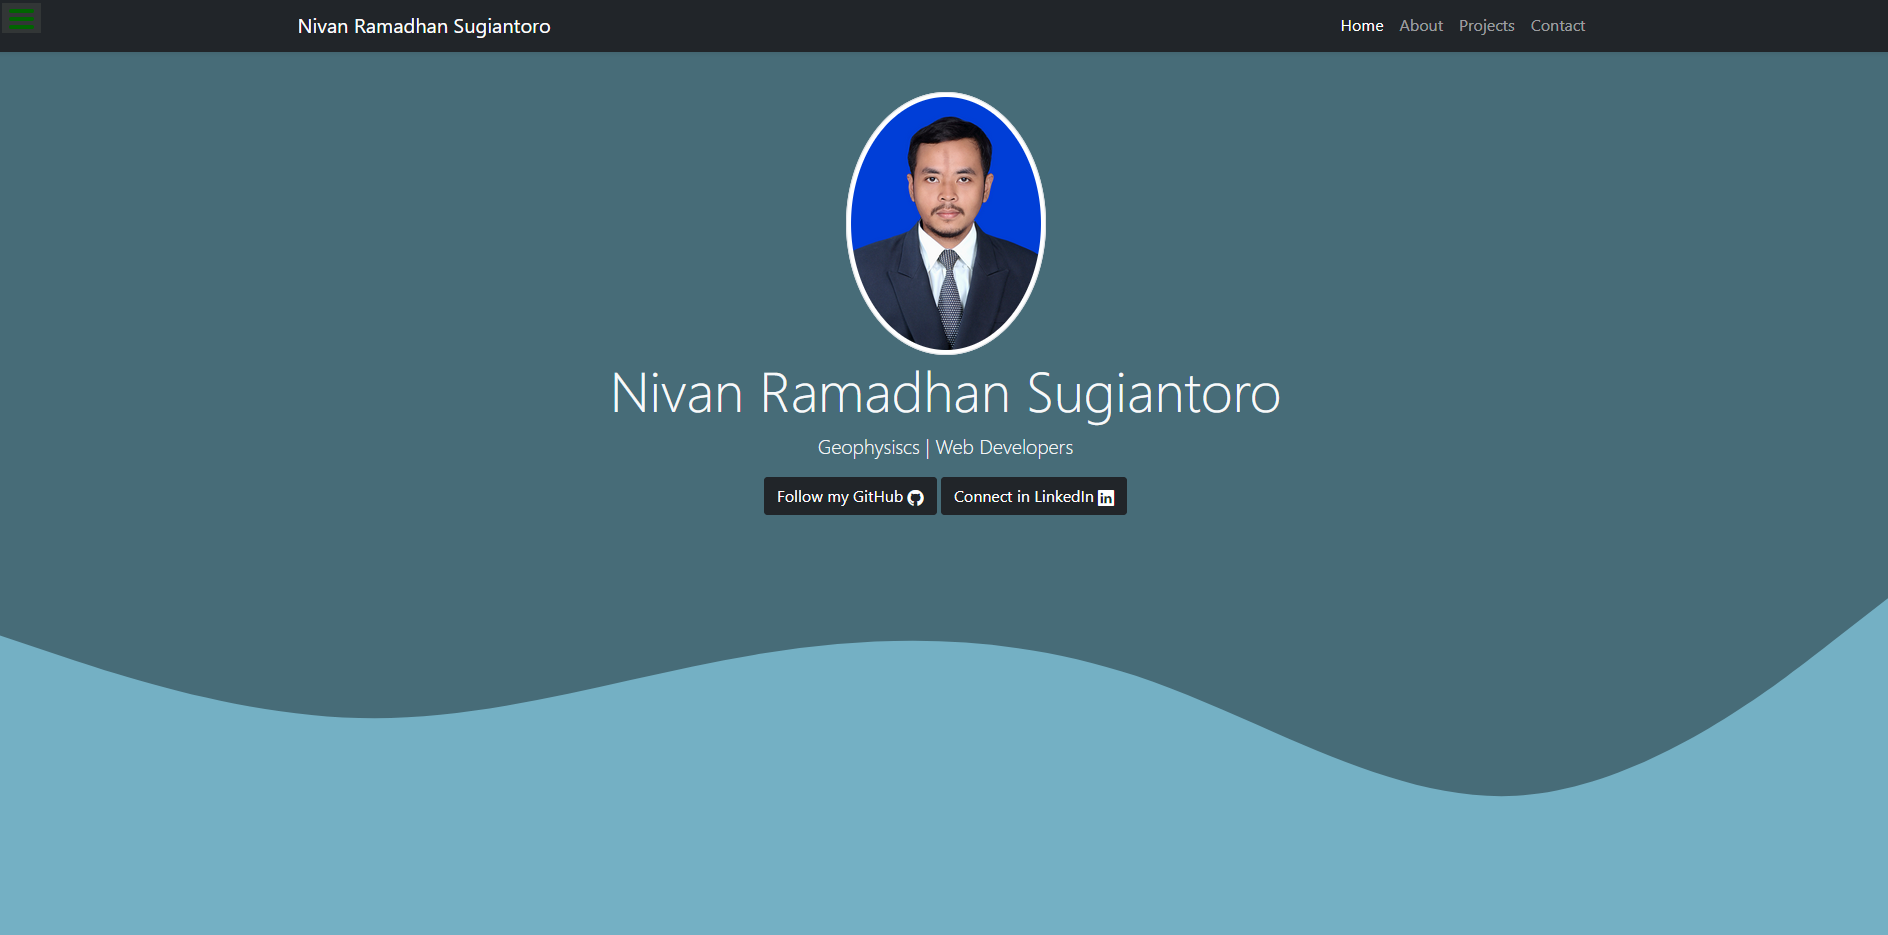 Nivan Ramadhan Sugiantoro
Home About Projects Contact
Nivan Ramadhan Sugiantoro
Geophysiscs | Web Developers
Follow my GitHub
Connect in LinkedIn in